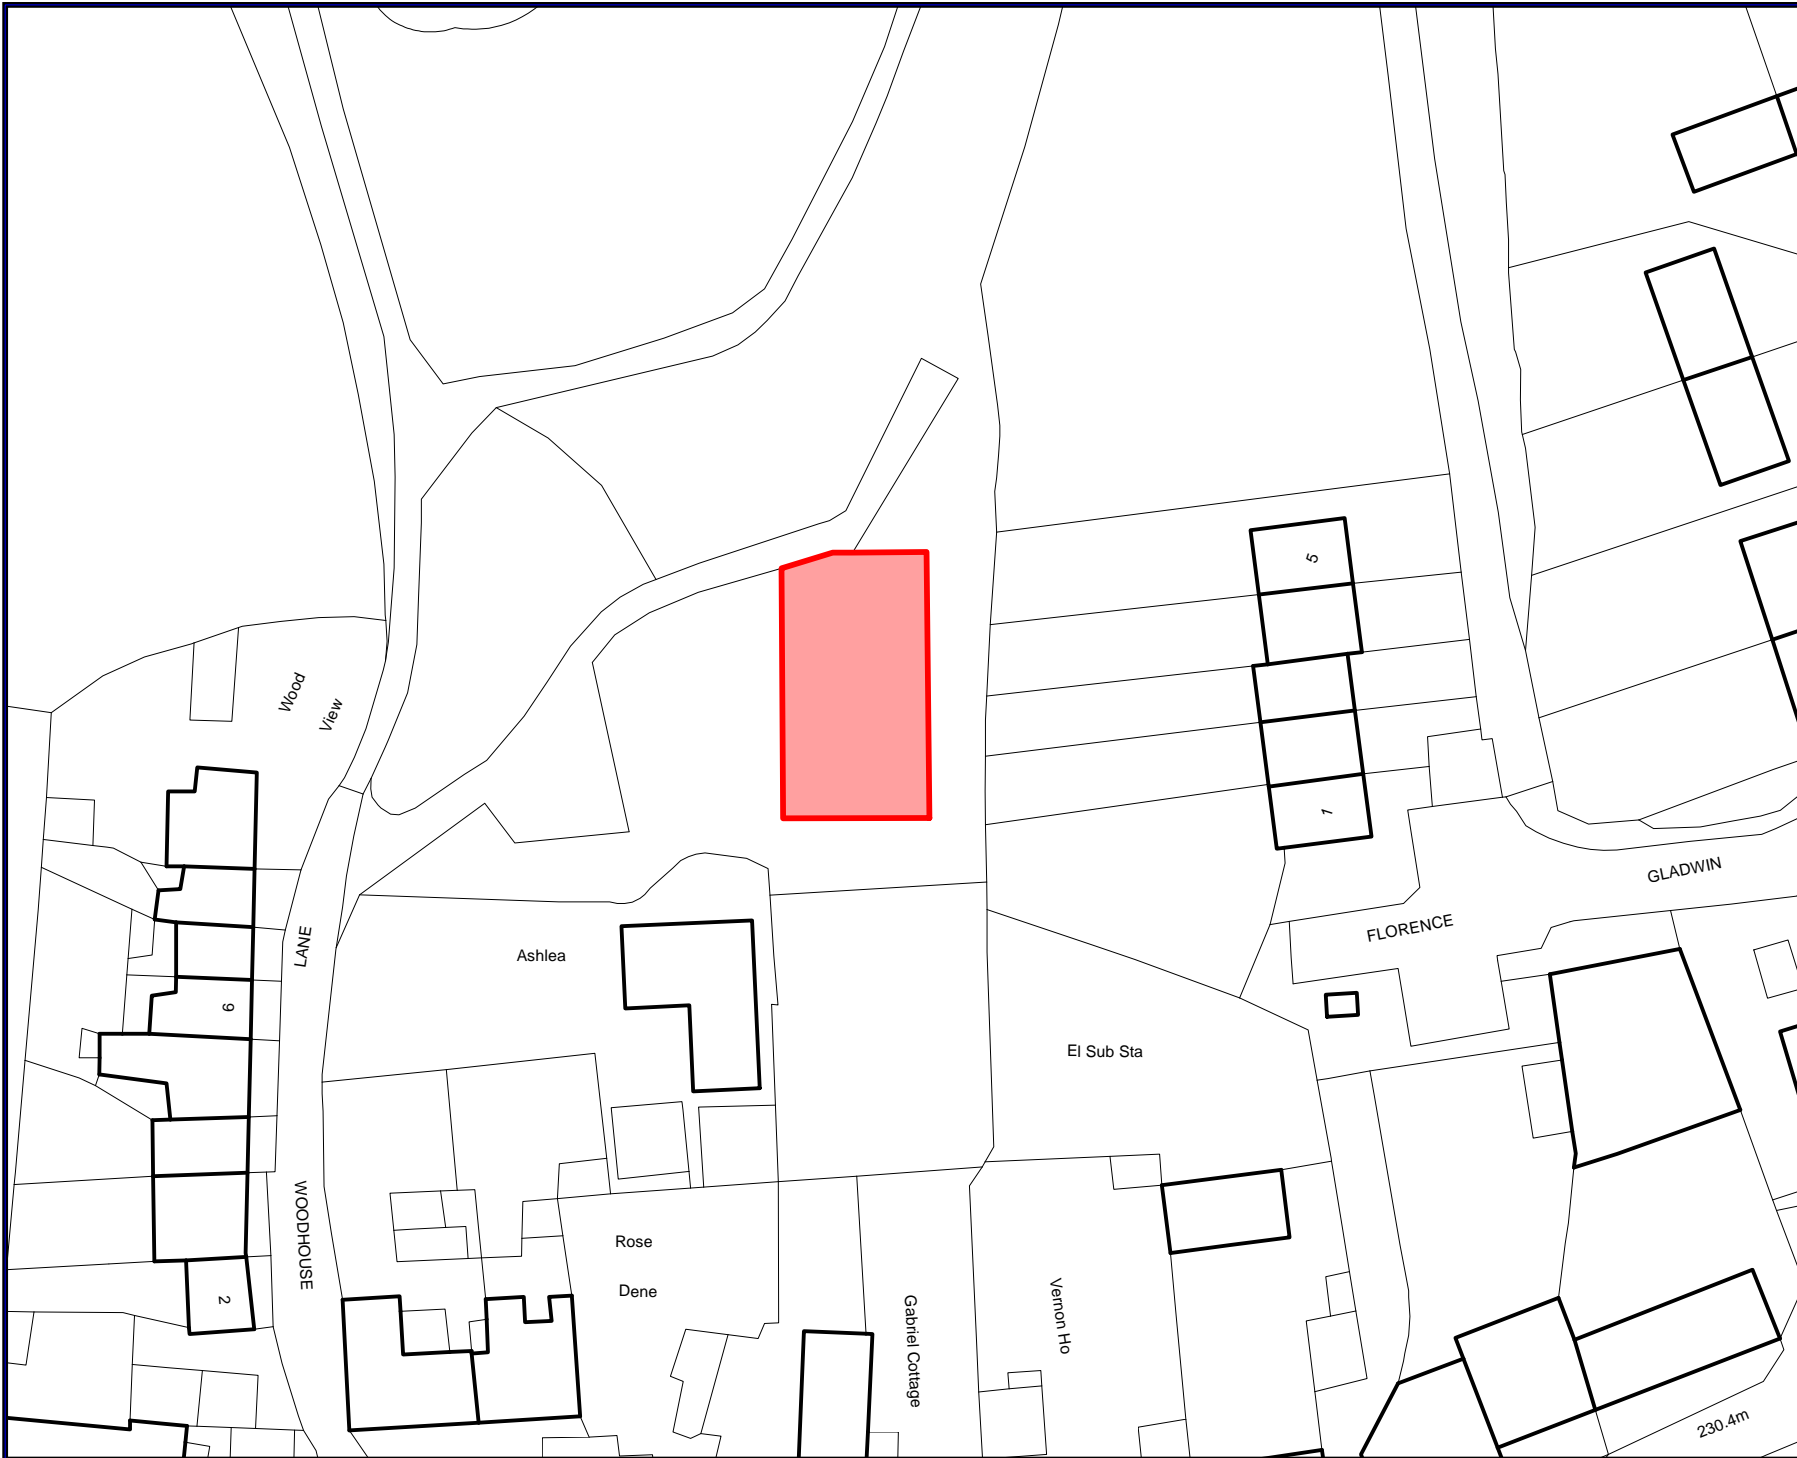 5
Wood
View
1
GLADWIN
FLORENCE
LANE
Ashlea
9
El Sub Sta
WOODHOUSE
Rose
Dene
2
Gabriel Cottage
Vernon Ho
230.4m